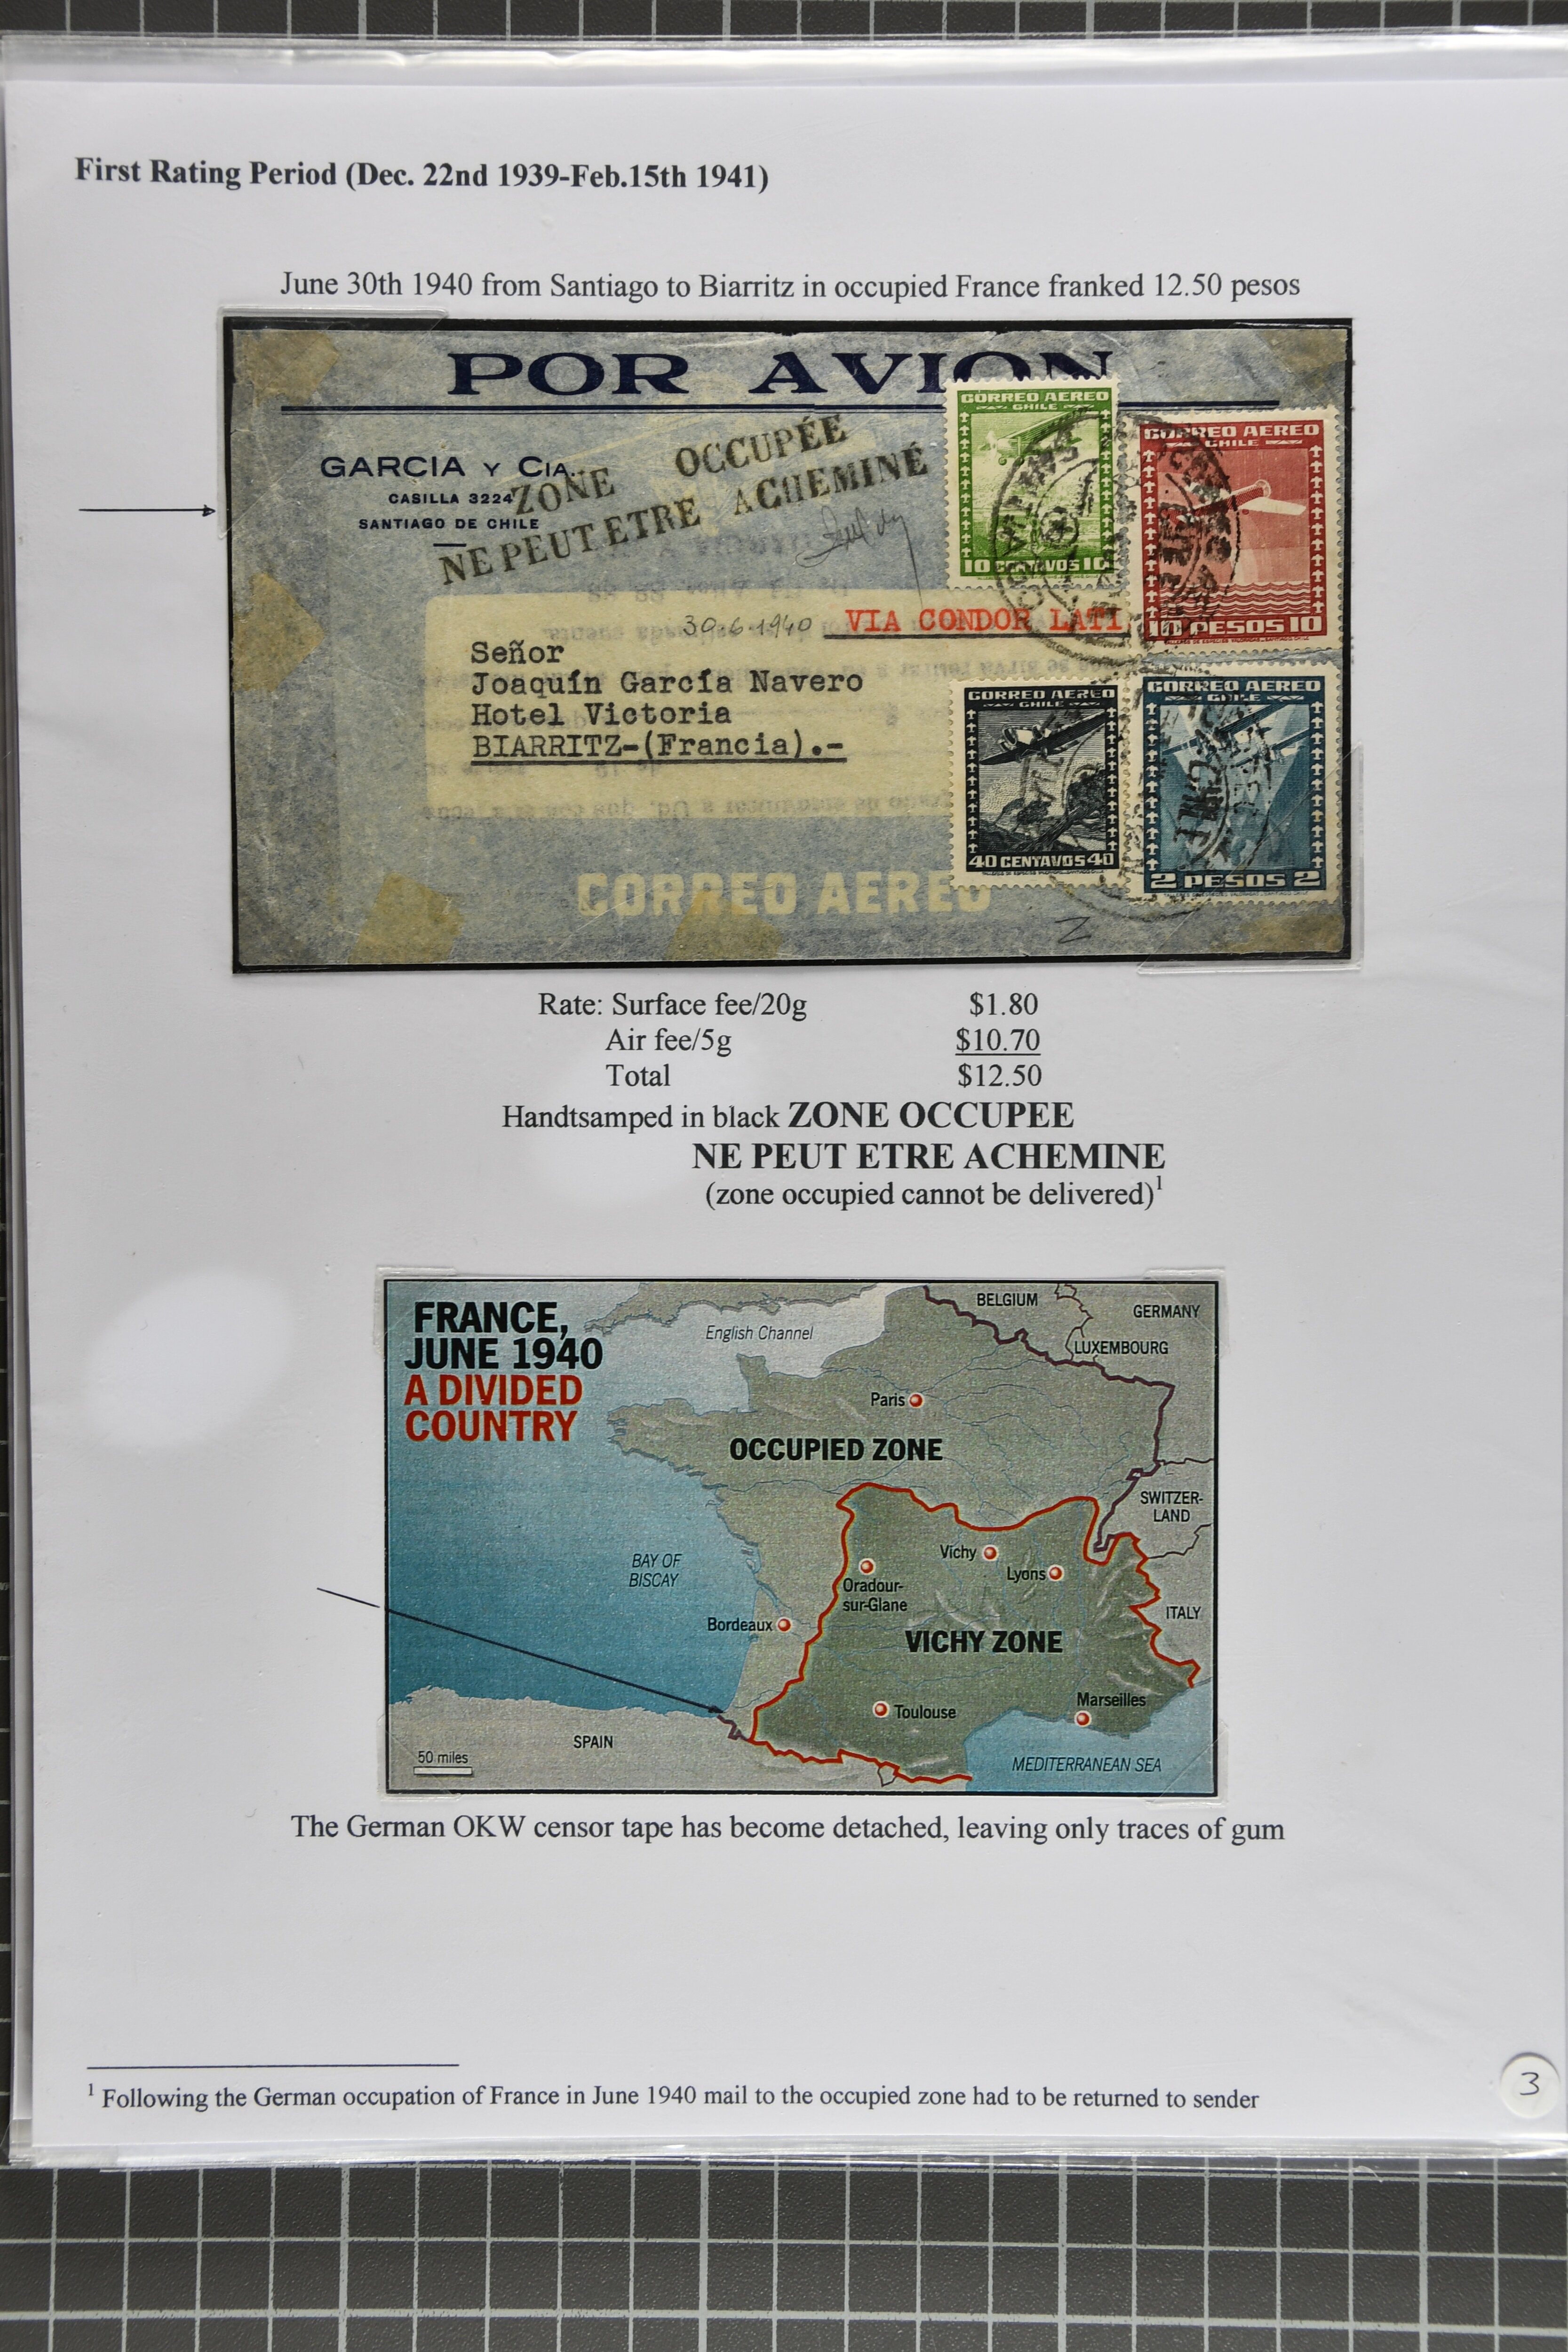 First Rating Period (Dec. 22nd 1939-Feb.15th 1941)
June 30th 1940 from Santiago to Biarritz in occupied France franked 12.50 pesos
POR AVION
GARCIA Y CIA.
CASILLA 3224
SANTIAGO DE CHILE
ZONE OCCUPÉE
NE PEUT ETRE ACHEMINÉ
CORREO AEREO
CHILE
10 CENTAVOS 10
CORREO AEREO
CHILE
10 PESOS 10
30-6-1940
VIA CONDOR LATI
Señor
Joaquín García Navero
Hotel Victoria
BIARRITZ-(Francia).-
CORREO AEREO
CHILE
40 CENTAVOS 40
CORREO AEREO
CHILE
2 PESOS 2
CORREO AEREO
Rate: Surface fee/20g $1.80
Air fee/5g $10.70
Total $12.50
Handtsamped in black ZONE OCCUPEE
NE PEUT ETRE ACHEMINE
(zone occupied cannot be delivered)1
FRANCE,
JUNE 1940
A DIVIDED
COUNTRY
English Channel
BELGIUM
GERMANY
LUXEMBOURG
Paris
OCCUPIED ZONE
SWITZER-
LAND
BAY OF
BISCAY
Vichy
Lyons
Oradour-
sur-Glane
ITALY
Bordeaux
VICHY ZONE
Marseilles
Toulouse
SPAIN
50 miles
MEDITERRANEAN SEA
The German OKW censor tape has become detached, leaving only traces of gum
1 Following the German occupation of France in June 1940 mail to the occupied zone had to be returned to sender
3